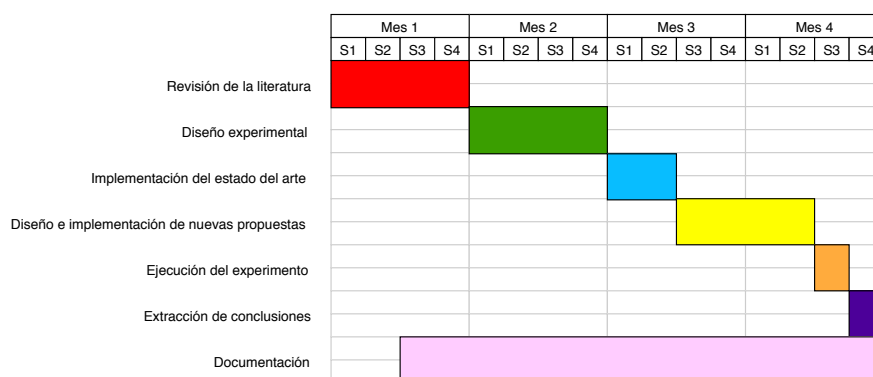 Mes 1 Mes 2 Mes 3 Mes 4
S1 S2 S3 S4 S1 S2 S3 S4 S1 S2 S3 S4 S1 S2 S3 S4
Revisión de la literatura
Diseño experimental
Implementación del estado del arte
Diseño e implementación de nuevas propuestas
Ejecución del experimento
Extracción de conclusiones
Documentación